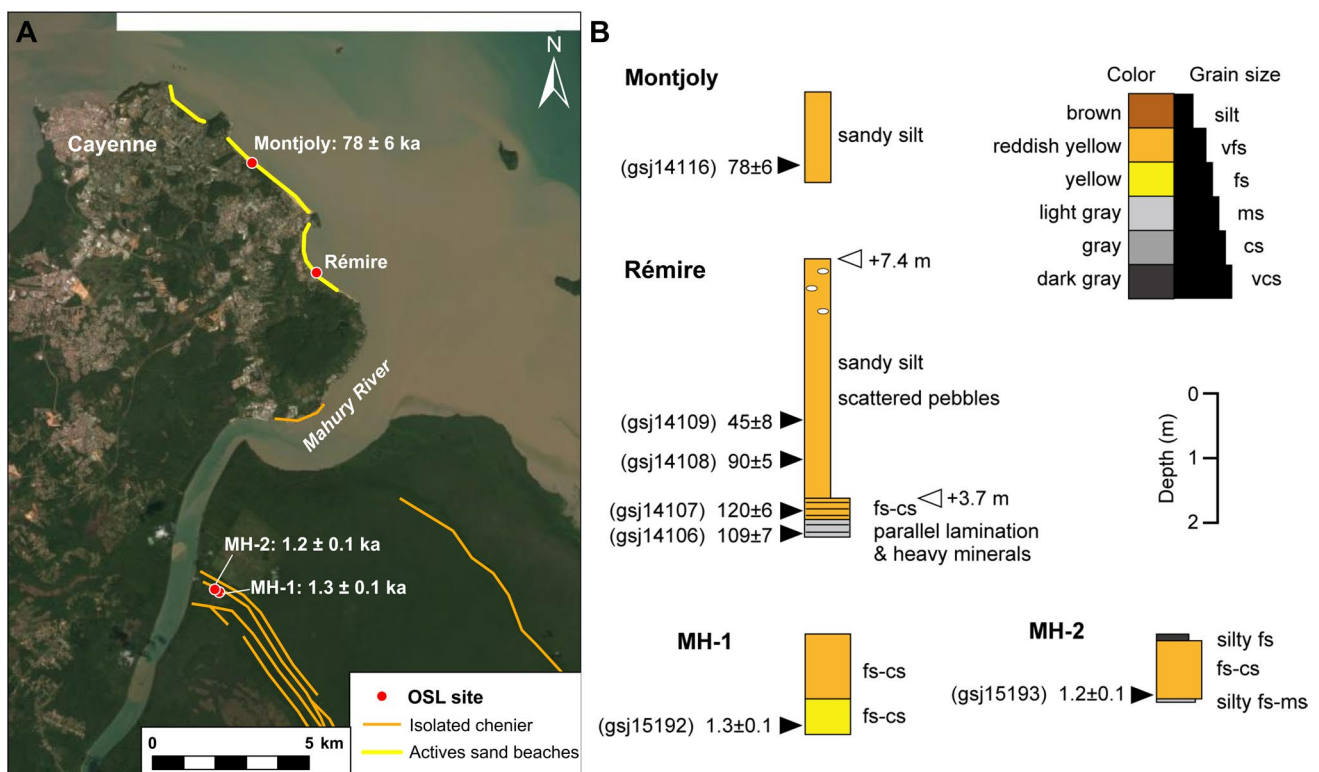 A
N
Cayenne
Montjoly: 78 ± 6 ka
Rémire
Mahury River
MH-2: 1.2 ± 0.1 ka
MH-1: 1.3 ± 0.1 ka
OSL site
Isolated chenier
Actives sand beaches
0 5 km
B
Montjoly
sandy silt
(gsj14116) 78±6
Color Grain size
brown silt
reddish yellow vfs
yellow fs
light gray ms
gray cs
dark gray vcs
Rémire
+7.4 m
sandy silt
scattered pebbles
(gsj14109) 45±8
(gsj14108) 90±5
(gsj14107) 120±6
(gsj14106) 109±7
fs-cs +3.7 m
parallel lamination
& heavy minerals
0
1
2
Depth (m)
MH-1
fs-cs
fs-cs
(gsj15192) 1.3±0.1
MH-2
silty fs
fs-cs
(gsj15193) 1.2±0.1
silty fs-ms